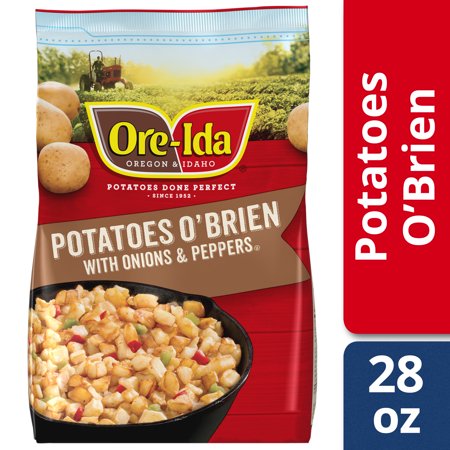 Ore-Ida
OREGON & IDAHO
POTATOES DONE PERFECT
• SINCE 1952 •
POTATOES O'BRIEN
WITH ONIONS & PEPPERS®
Potatoes
O'Brien
28
oz